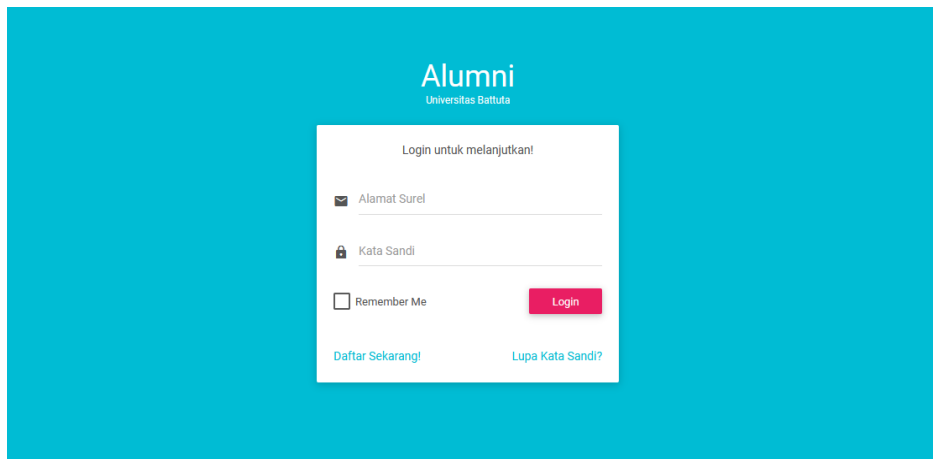 Alumni
Universitas Battuta
Login untuk melanjutkan!
Alamat Surel
Kata Sandi
Remember Me
Login
Daftar Sekarang!
Lupa Kata Sandi?